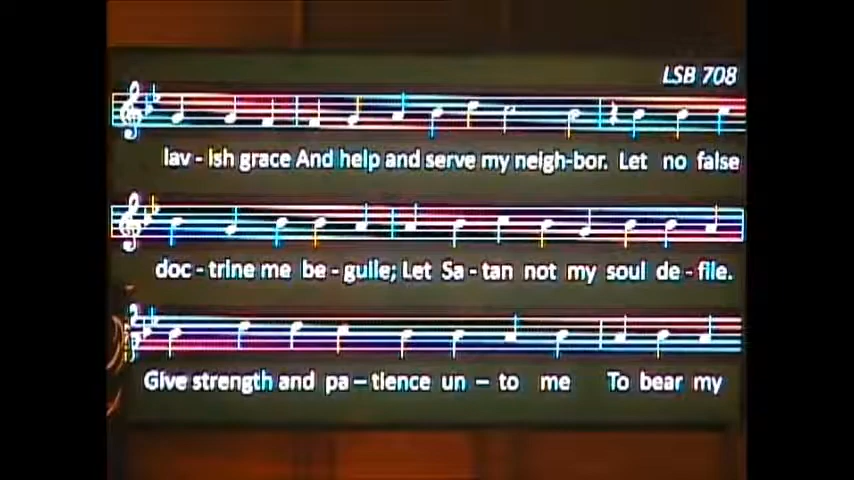 LSB 708
lav - ish grace And help and serve my neigh-bor. Let no false
doc - trine me be - guile; Let Sa - tan not my soul de - file.
Give strength and pa – tience un – to me To bear my